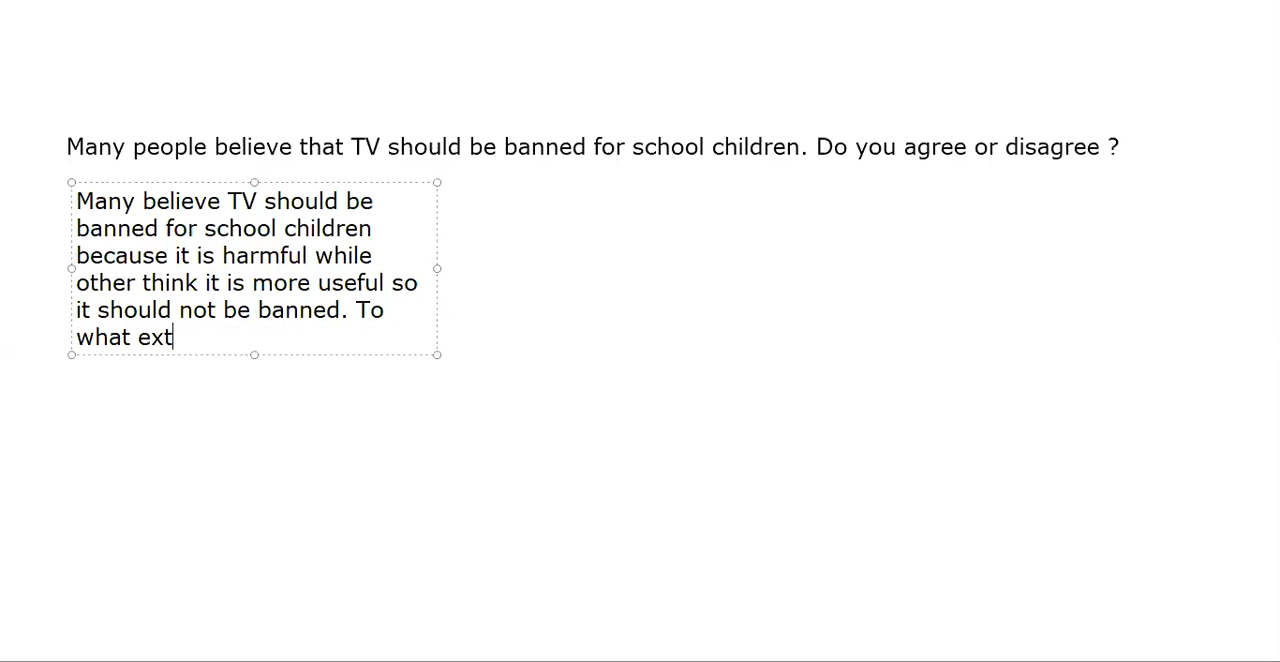 Many people believe that TV should be banned for school children. Do you agree or disagree ?
Many believe TV should be
banned for school children
because it is harmful while
other think it is more useful so
it should not be banned. To
what ext